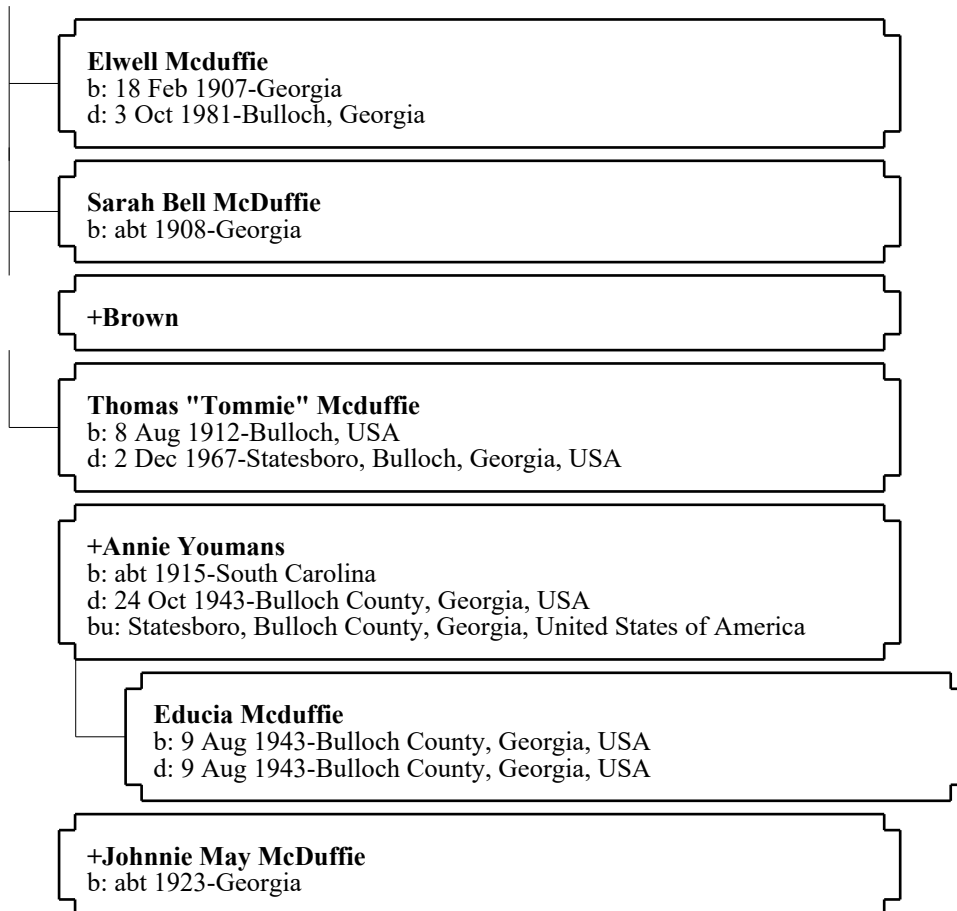 Elwell Mcduffie
b: 18 Feb 1907-Georgia
d: 3 Oct 1981-Bulloch, Georgia
Sarah Bell McDuffie
b: abt 1908-Georgia
+Brown
Thomas "Tommie" Mcduffie
b: 8 Aug 1912-Bulloch, USA
d: 2 Dec 1967-Statesboro, Bulloch, Georgia, USA
+Annie Youmans
b: abt 1915-South Carolina
d: 24 Oct 1943-Bulloch County, Georgia, USA
bu: Statesboro, Bulloch County, Georgia, United States of America
Educia Mcduffie
b: 9 Aug 1943-Bulloch County, Georgia, USA
d: 9 Aug 1943-Bulloch County, Georgia, USA
+Johnnie May McDuffie
b: abt 1923-Georgia